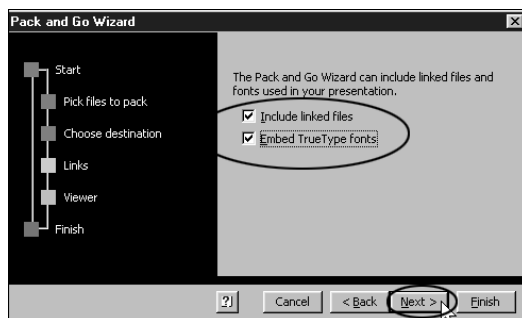 Pack and Go Wizard
Start
Pick files to pack
Choose destination
Links
Viewer
Finish
The Pack and Go Wizard can include linked files and
fonts used in your presentation.
Include linked files
Embed TrueType fonts
? Cancel < Back Next > Finish